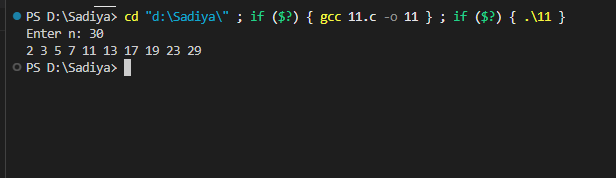 PS D:\Sadiya> cd "d:\Sadiya\" ; if ($?) { gcc 11.c -o 11 } ; if ($?) { .\11 }
Enter n: 30
2 3 5 7 11 13 17 19 23 29
PS D:\Sadiya>